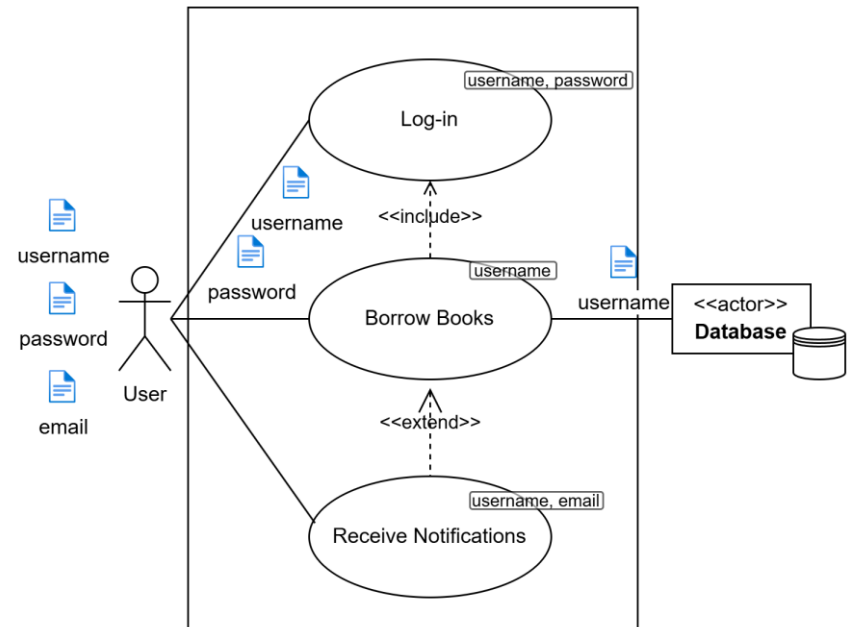 username, password
Log-in
username
<<include>>
username
password
username
username
password
Borrow Books
username
<<actor>>
Database
password
User
email
<<extend>>
username, email
Receive Notifications